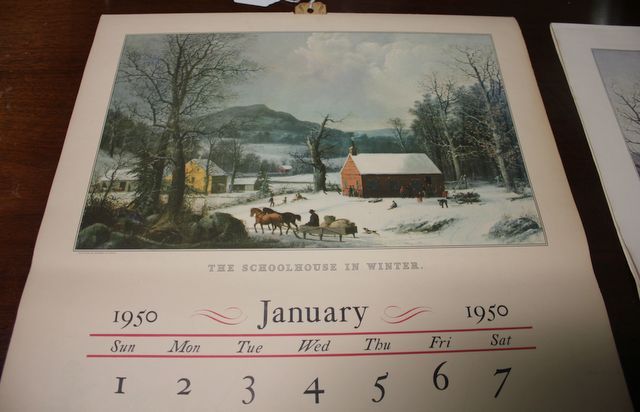 THE SCHOOLHOUSE IN WINTER.
1950 January 1950
Sun Mon Tue Wed Thu Fri Sat
1 2 3 4 5 6 7